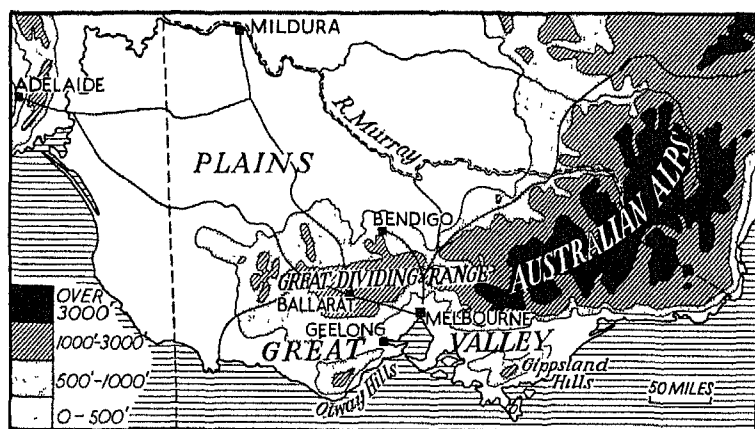 MILDURA
ADELAIDE
R. Murray
PLAINS
AUSTRALIAN ALPS
BENDIGO
GREAT DIVIDING RANGE
OVER
3000'
BALLARAT
MELBOURNE
1000'-3000'
GEELONG
GREAT VALLEY
500'-1000'
Gippsland
Hills
Otway Hills
50 MILES
0-500'